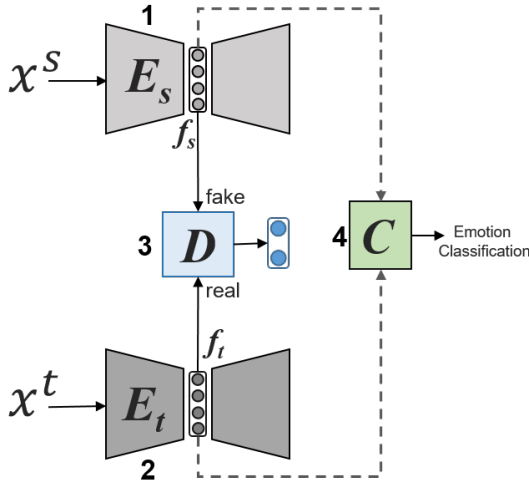 1
x^s
E_s
f_s
fake
3
D
4
C
Emotion
Classification
real
f_t
x^t
E_t
2